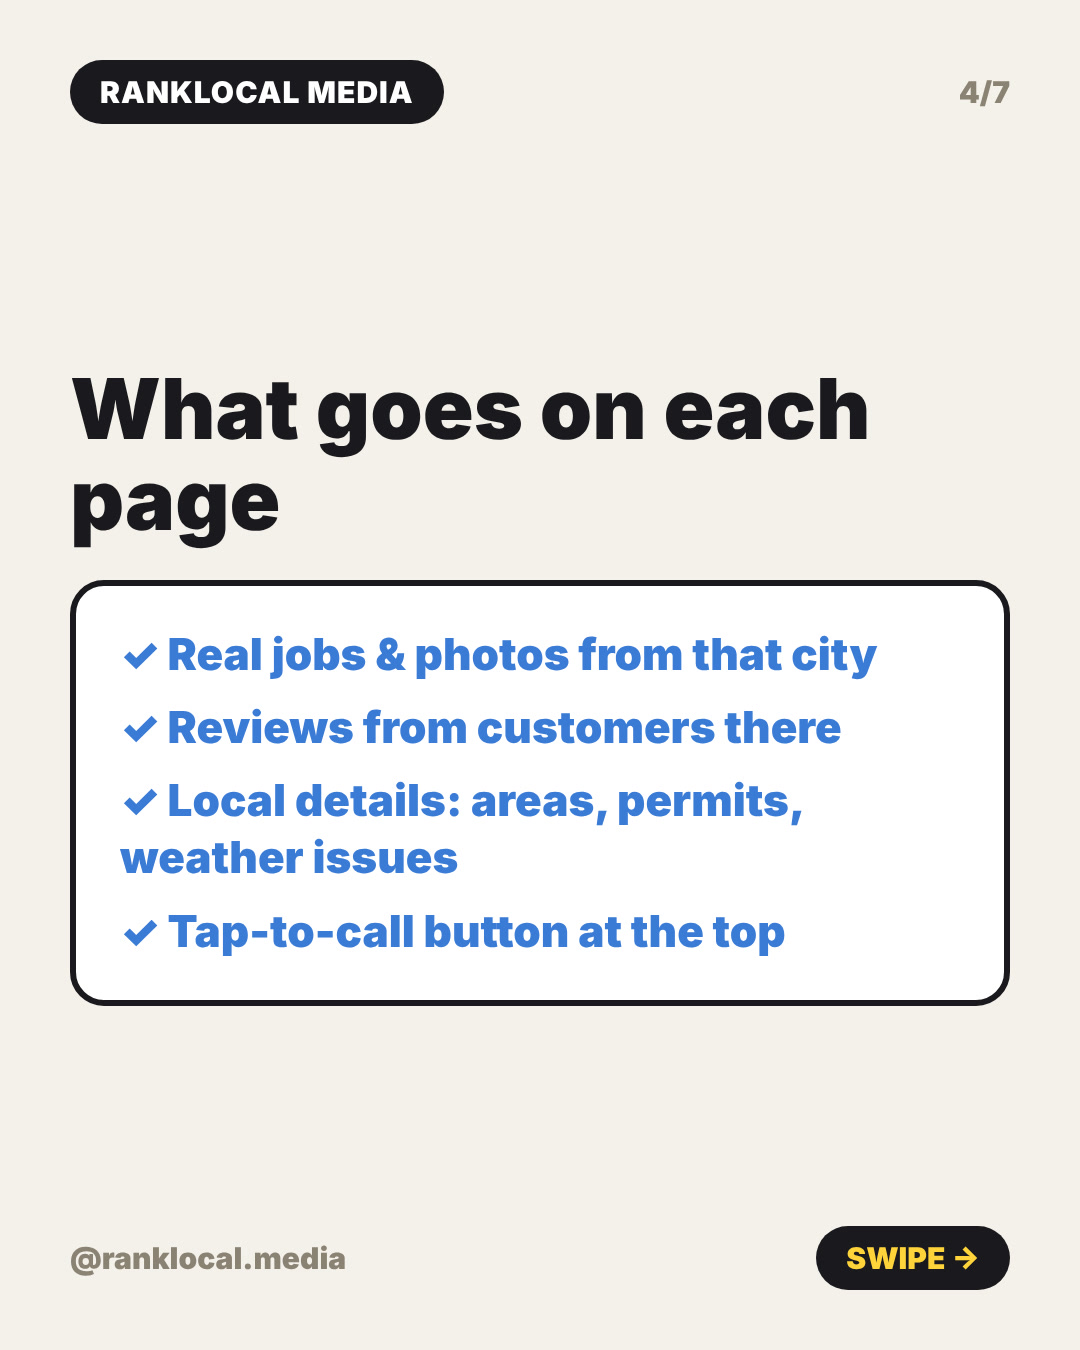 RANKLOCAL MEDIA
4/7
What goes on each
page
✓ Real jobs & photos from that city
✓ Reviews from customers there
✓ Local details: areas, permits,
weather issues
✓ Tap-to-call button at the top
@ranklocal.media
SWIPE →